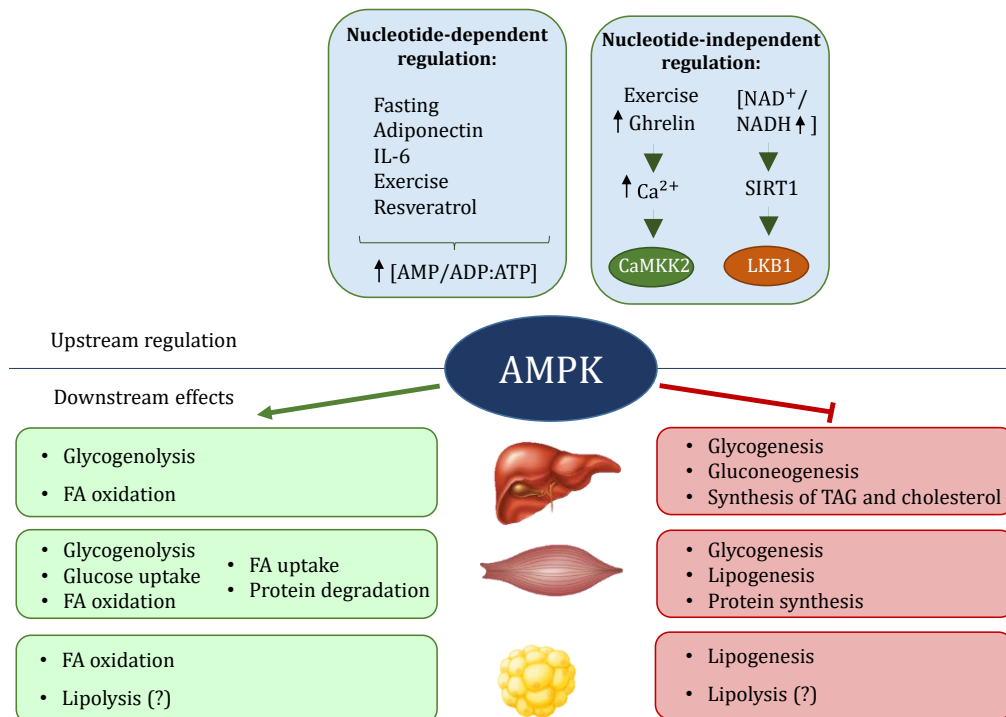 Nucleotide-dependent
regulation:
Fasting
Adiponectin
IL-6
Exercise
Resveratrol
↑ [AMP/ADP:ATP]
Nucleotide-independent
regulation:
Exercise
↑ Ghrelin
↑ Ca²⁺
CaMKK2
[NAD⁺/
NADH ↑ ]
SIRT1
LKB1
Upstream regulation
AMPK
Downstream effects
• Glycogenolysis
• FA oxidation
• Glycogenesis
• Gluconeogenesis
• Synthesis of TAG and cholesterol
• Glycogenolysis
• Glucose uptake
• FA oxidation
• FA uptake
• Protein degradation
• Glycogenesis
• Lipogenesis
• Protein synthesis
• FA oxidation
• Lipolysis (?)
• Lipogenesis
• Lipolysis (?)